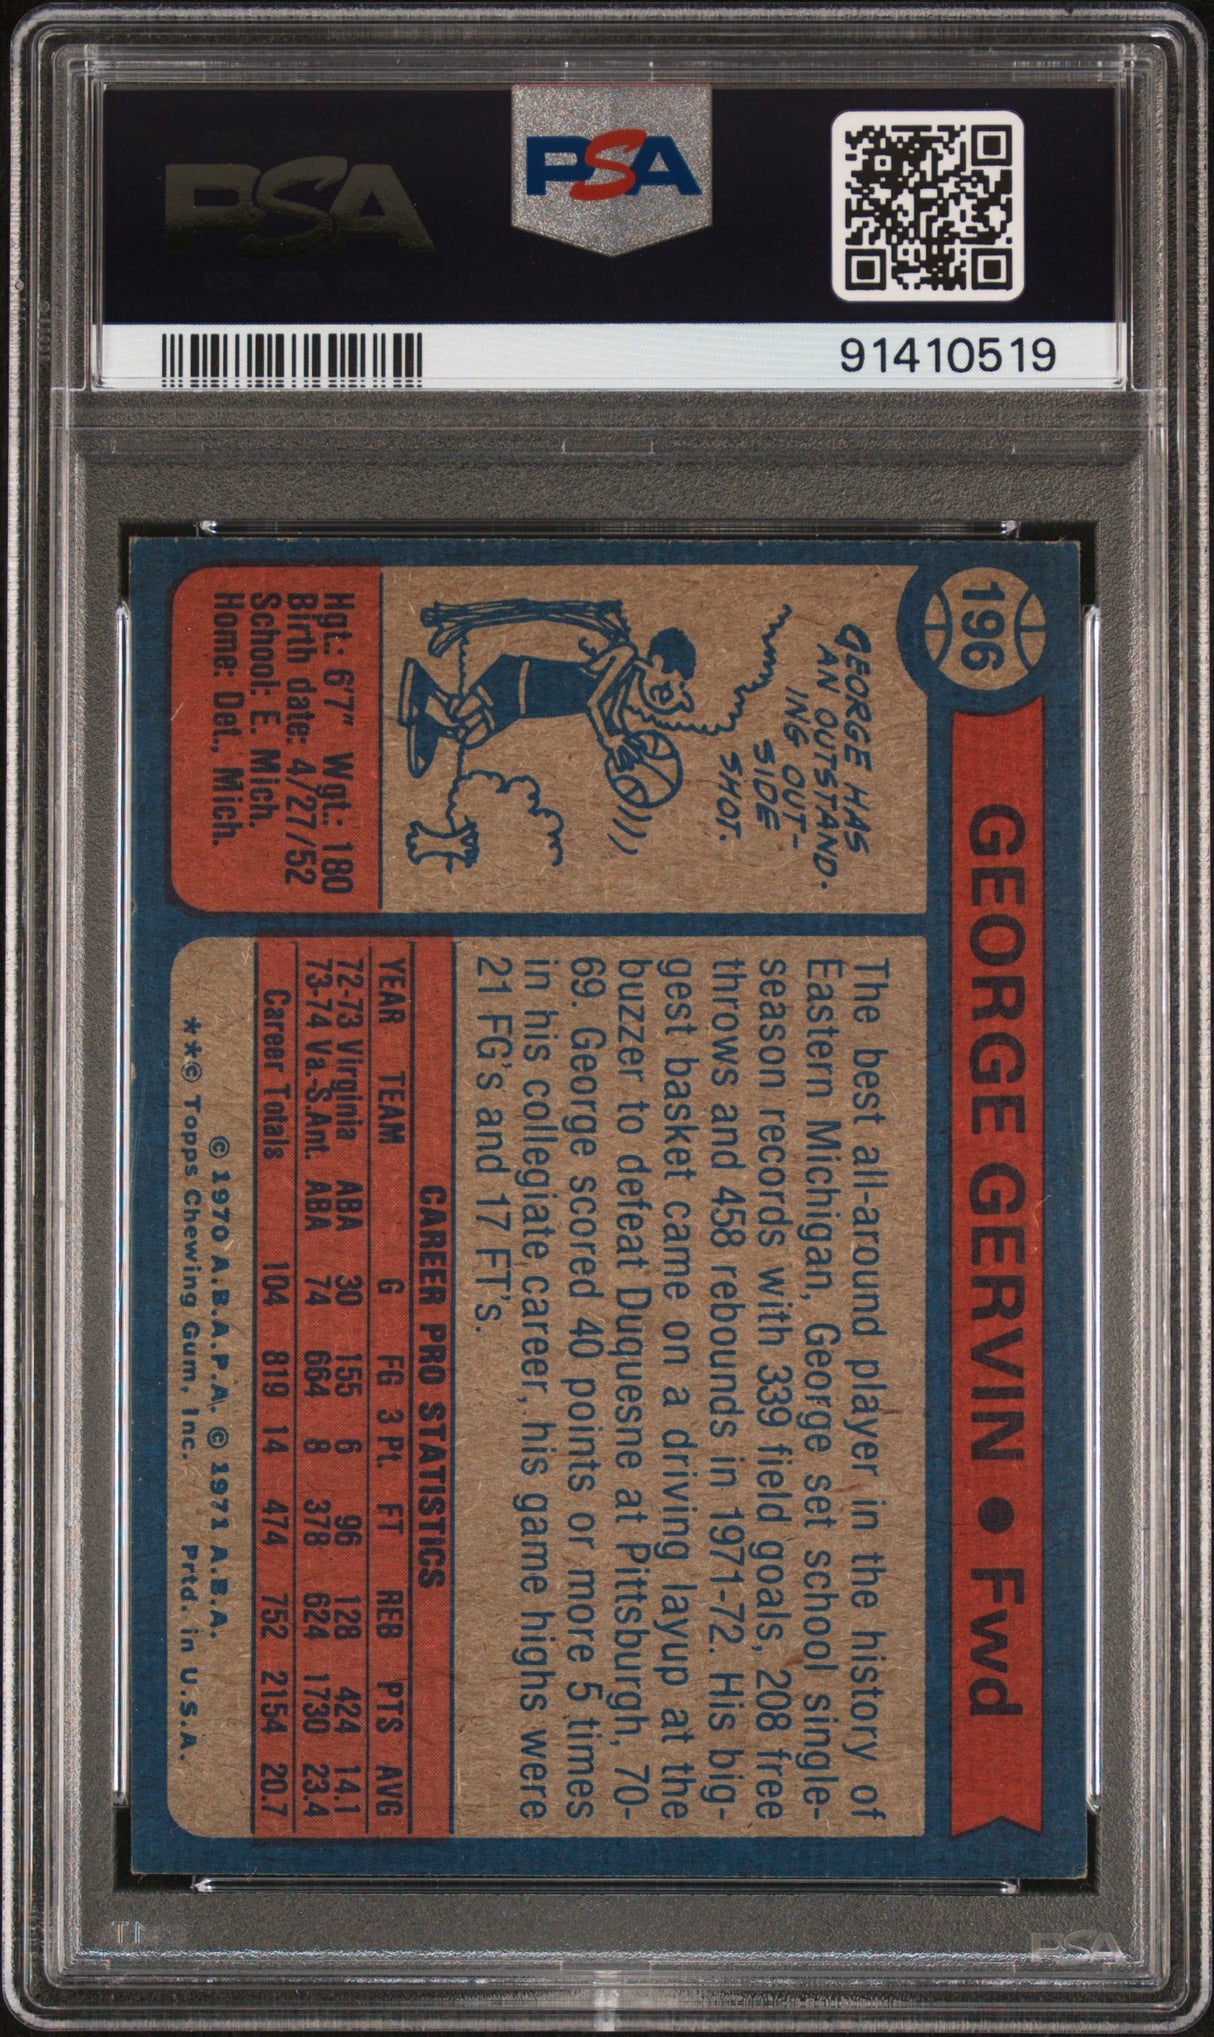 PSA
PSA
91410519
196
GEORGE GERVIN • Fwd
GEORGE HAS
AN OUTSTAND-
ING OUT-
SIDE
SHOT.
Hgt.: 6'7" Wgt.: 180
Birth date: 4/27/52
School: E. Mich.
Home: Det., Mich.
The best all-around player in the history of
Eastern Michigan, George set school single-
season records with 339 field goals, 208 free
throws and 458 rebounds in 1971-72. His big-
gest basket came on a driving layup at the
buzzer to defeat Duquesne at Pittsburgh, 70-
69. George scored 40 points or more 5 times
in his collegiate career, his game highs were
21 FG's and 17 FT's.
CAREER PRO STATISTICS
YEAR TEAM G FG 3 Pt. FT REB PTS AVG
72-73 Virginia ABA 30 155 6 96 128 424 14.1
73-74 Va.-S.Ant. ABA 74 664 8 378 624 1730 23.4
Career Totals 104 819 14 474 752 2154 20.7
© 1970 A.B.A.P.A, © 1971 A.B.A.
**© Topps Chewing Gum, Inc. Prtd. in U.S.A.
PSA